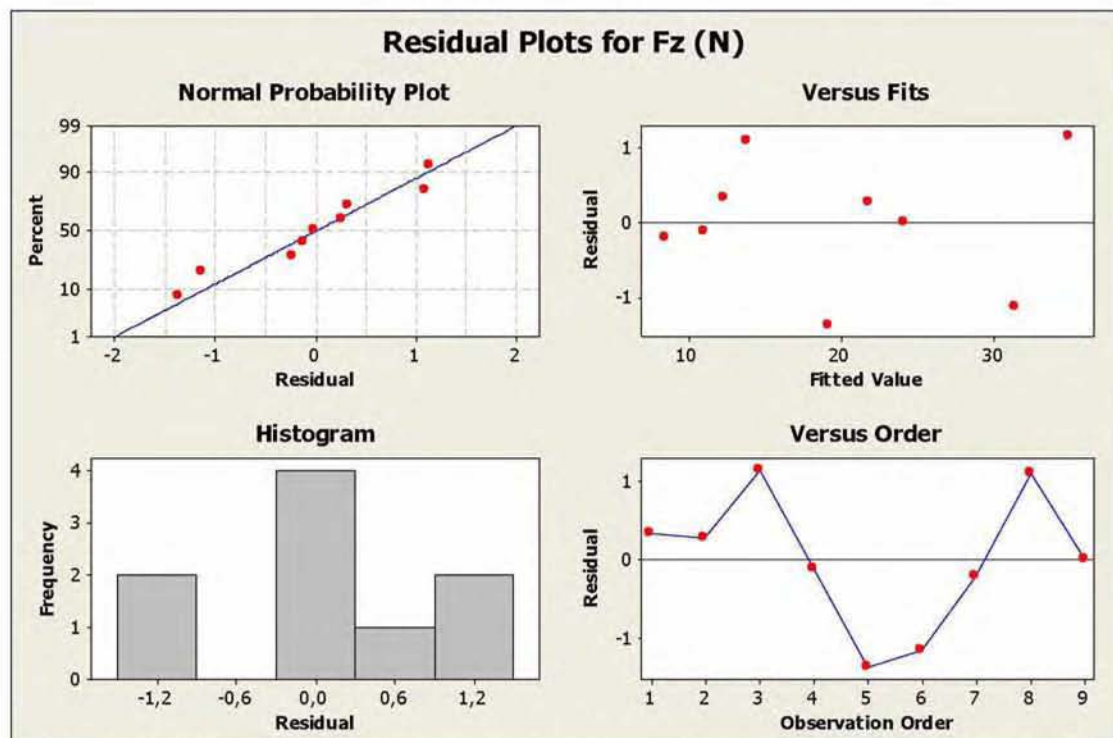 Residual Plots for Fz (N)
Normal Probability Plot
99
90
50
10
1
Percent
-2 -1 0 1 2
Residual
Versus Fits
1
0
-1
Residual
10 20 30
Fitted Value
Histogram
4
3
2
1
0
Frequency
-1,2 -0,6 0,0 0,6 1,2
Residual
Versus Order
1
0
-1
Residual
1 2 3 4 5 6 7 8 9
Observation Order